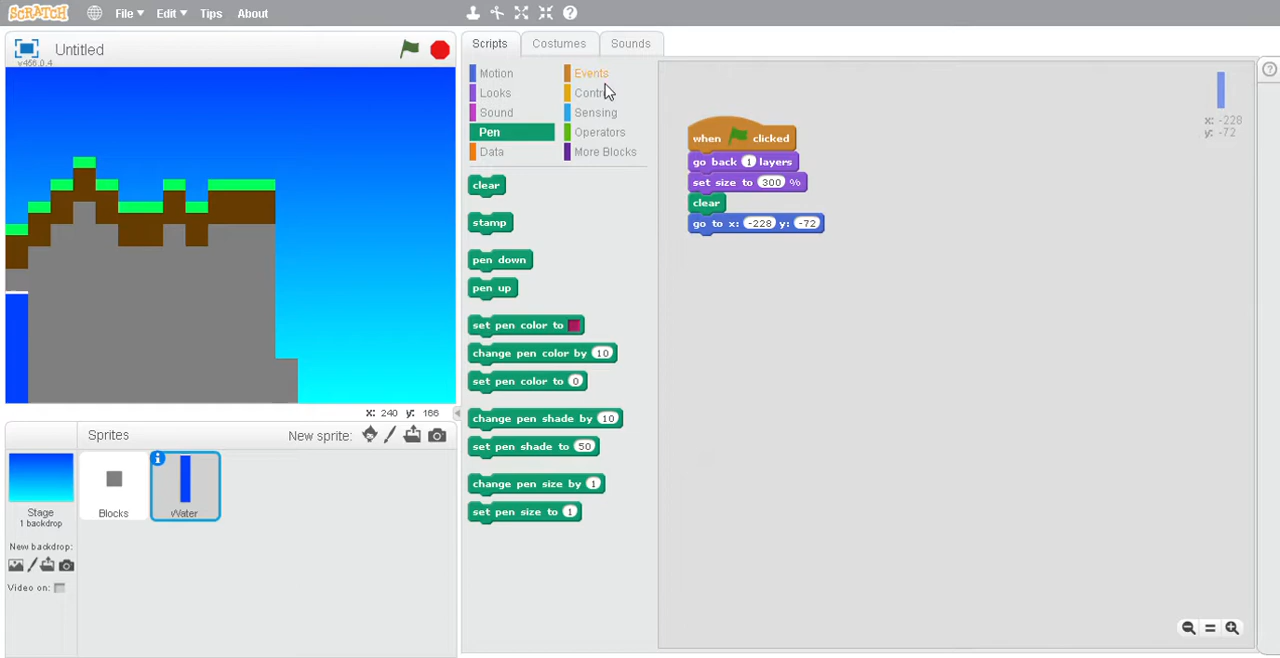 SCRATCH File Edit Tips About
Untitled
v456.0.4
Scripts Costumes Sounds
Motion Events
Looks
Sound Sensing
Pen Operators
Data More Blocks
clear
stamp
pen down
pen up
set pen color to
change pen color by 10
set pen color to 0
change pen shade by 10
set pen shade to 50
change pen size by 1
set pen size to 1
when clicked
go back 1 layers
set size to 300 %
clear
go to x: -228 y: -72
x: -228
y: -72
x: 240 y: 166
Sprites New sprite:
Stage
1 backdrop
New backdrop:
Video on:
Blocks
Water